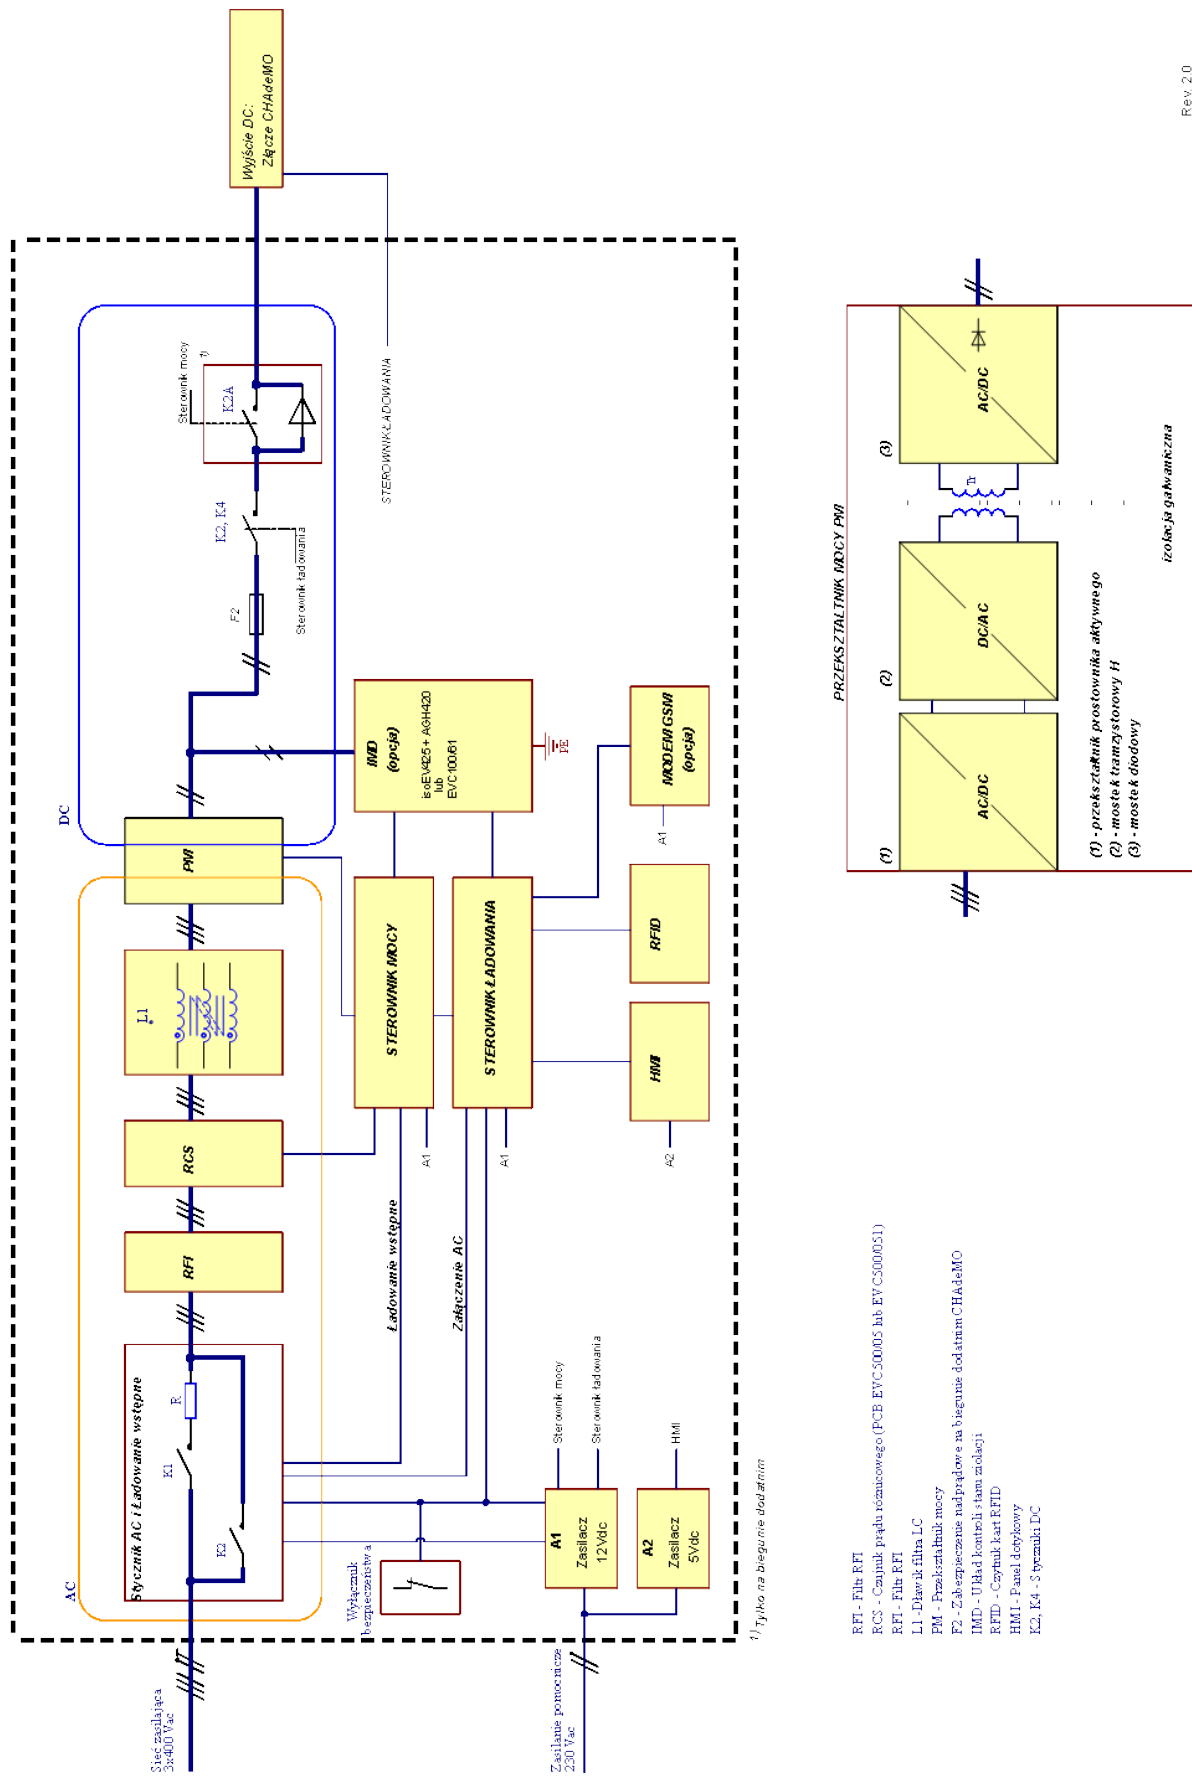 Sieć zasilająca
3x400 Vac
AC
Stycznik AC i Ładowanie wstępne
K1
R
K2
RFI
RCS
L1
PM
DC
F2
K2, K4
Sterownik ładowania
Sterownik mocy
K2A
1)
Wyjście DC:
Złącze CHAdeMO
STEROWNIK ŁADOWANIA
IMD
(opcja)
isoEV425 + AGH420
lub
EVC100/61
PE
STEROWNIK MOCY
A1
Ładowanie wstępne
STEROWNIK ŁADOWANIA
A1
Załączenie AC
Wyłącznik
bezpieczeństwa
MODEM GSM
(opcja)
A1
RFID
HMI
A2
Zasilanie pomocnicze
230 Vac
A1
Zasilacz
12Vdc
Sterownik mocy
Sterownik ładowania
A2
Zasilacz
5Vdc
HMI
1) Tylko na biegunie dodatnim
PRZEKSZTAŁTNIK MOCY PM
(1)
AC/DC
(2)
DC/AC
Tr
(3)
AC/DC
(1) - przekształtnik prostownika aktywnego
(2) - mostek tranzystorowy H
(3) - mostek diodowy
izolacja galwaniczna
RFI - Filtr RFI
RCS - Czujnik prądu różnicowego (PCB EVC500/05 lub EVC500/051)
RFI - Filtr RFI
L1 - Dławik filtra LC
PM - Przekształtnik mocy
F2 - Zabezpieczenie nadprądowe na biegunie dodatnim CHAdeMO
IMD - Układ kontroli stanu izolacji
RFID - Czytnik kart RFID
HMI - Panel dotykowy
K2, K4 - Styczniki DC
Rev. 2.0